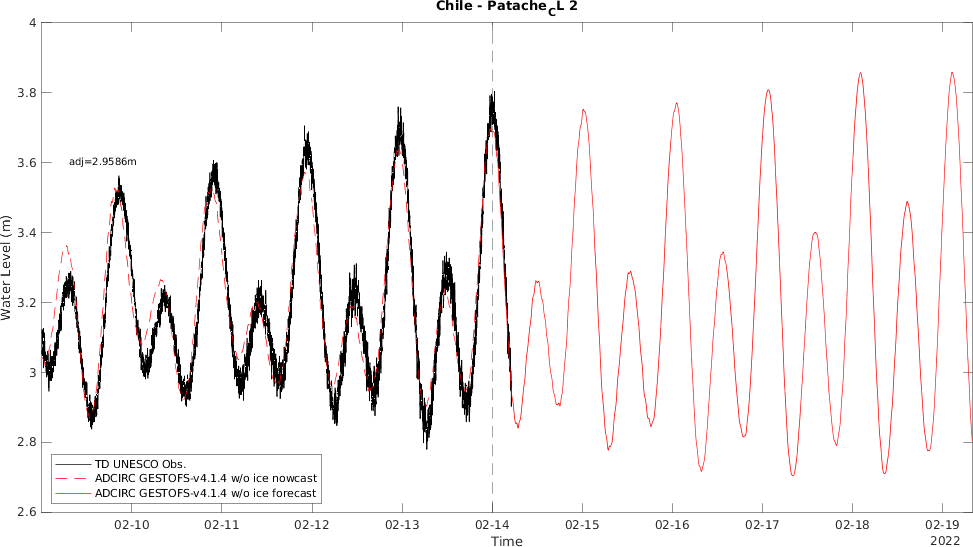 Chile - Patache_CL 2
4
3.8
3.6
3.4
3.2
3
2.8
2.6
Water Level (m)
adj=2.9586m
TD UNESCO Obs.
ADCIRC GESTOFS-v4.1.4 w/o ice nowcast
ADCIRC GESTOFS-v4.1.4 w/o ice forecast
02-10 02-11 02-12 02-13 02-14 02-15 02-16 02-17 02-18 02-19
Time
2022